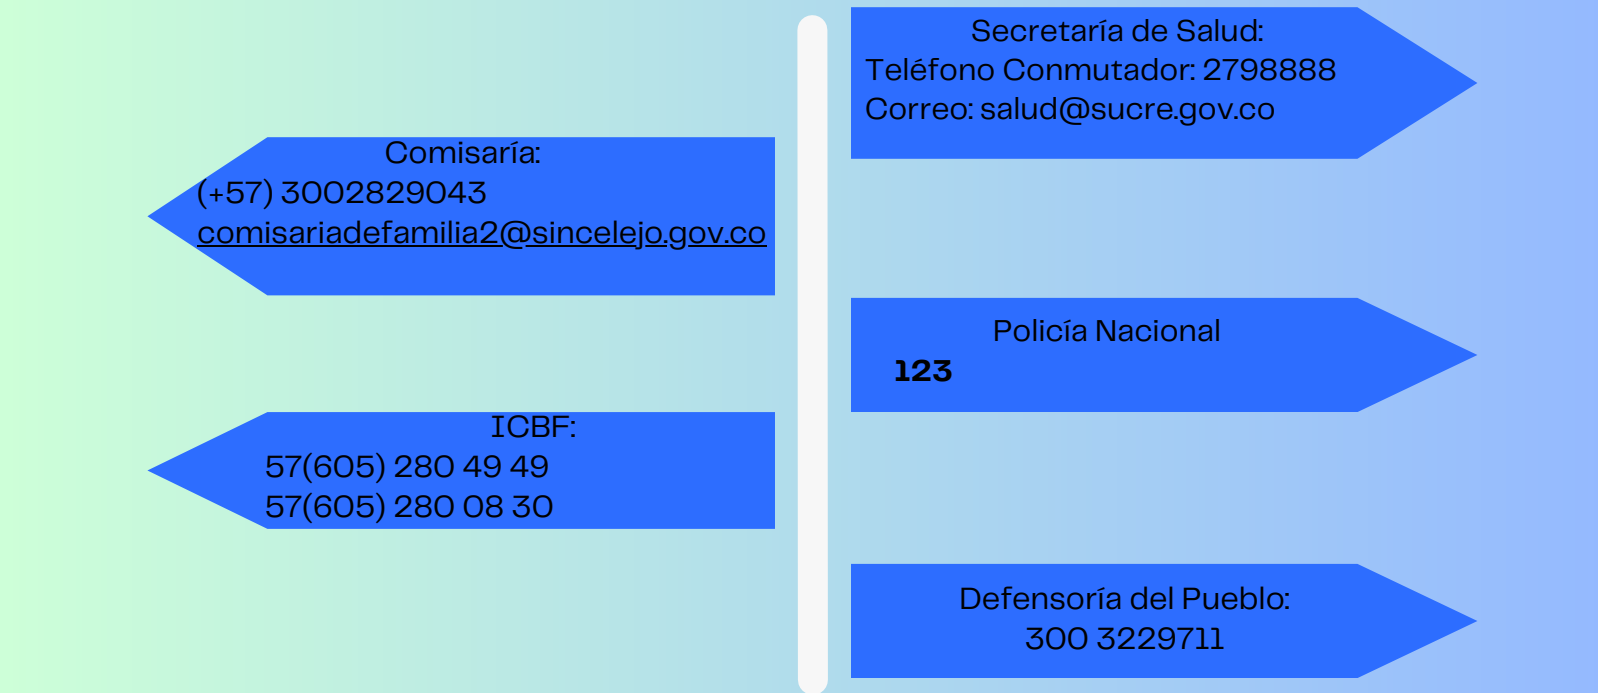 Secretaría de Salud:
Teléfono Conmutador: 2798888
Correo: salud@sucre.gov.co
Comisaría:
(+57) 3002829043
comisariadefamilia2@sincelejo.gov.co
Policía Nacional
123
ICBF:
57(605) 280 49 49
57(605) 280 08 30
Defensoría del Pueblo:
300 3229711